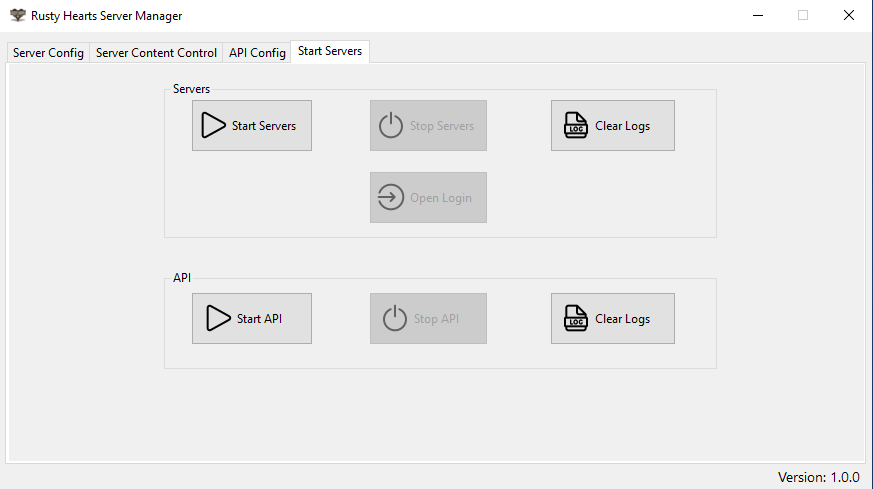 Rusty Hearts Server Manager
Server Config Server Content Control API Config Start Servers
Servers
Start Servers Stop Servers LOG Clear Logs
Open Login
API
Start API Stop API LOG Clear Logs
Version: 1.0.0